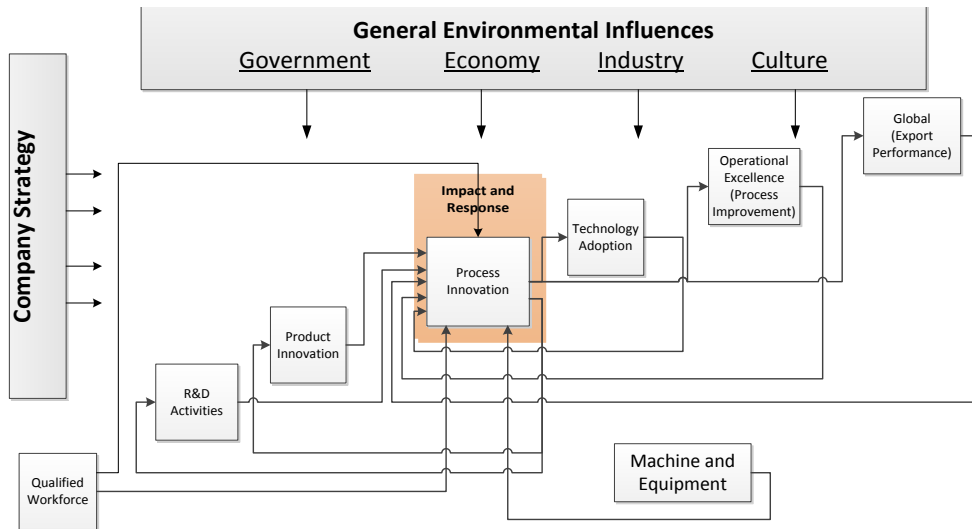 General Environmental Influences
Government Economy Industry Culture
Company Strategy
Global
(Export
Performance)
Operational
Excellence
(Process
Improvement)
Impact and
Response
Technology
Adoption
Process
Innovation
Product
Innovation
R&D
Activities
Qualified
Workforce
Machine and
Equipment